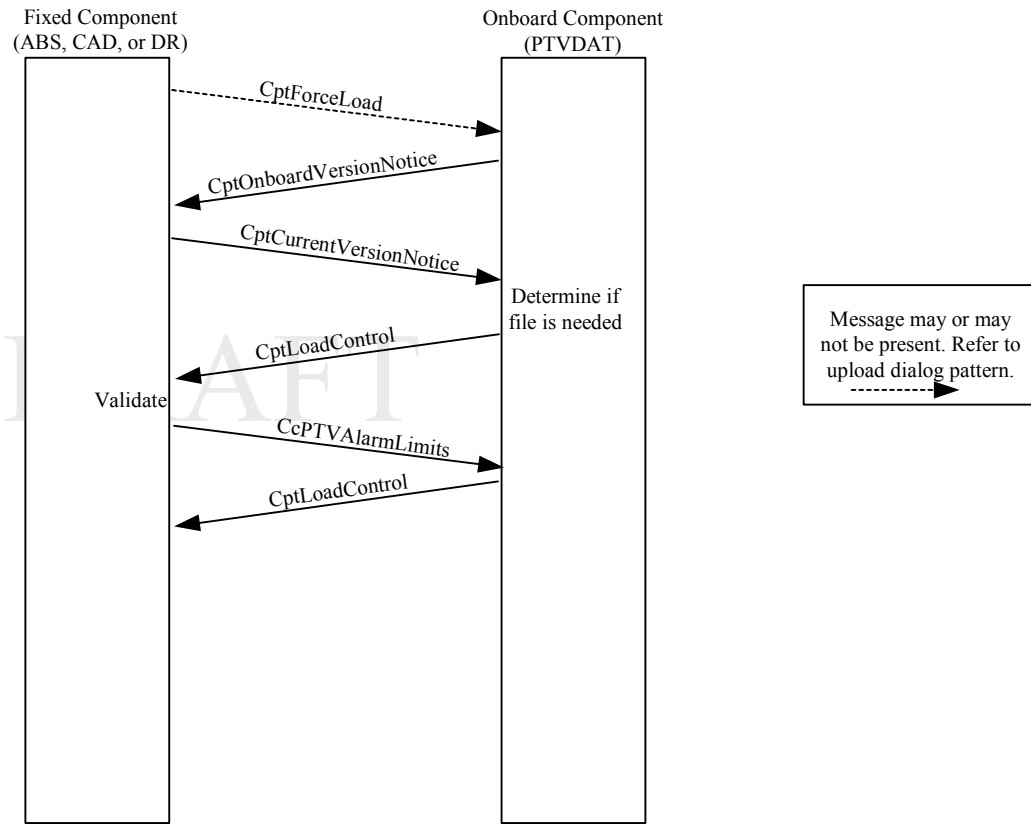 Fixed Component
(ABS, CAD, or DR)
Onboard Component
(PTVDAT)
CptForceLoad
CptOnboardVersionNotice
CptCurrentVersionNotice
Determine if
file is needed
CptLoadControl
Validate
CcPTVAlarmLimits
CptLoadControl
Message may or may
not be present. Refer to
upload dialog pattern.
DRAFT